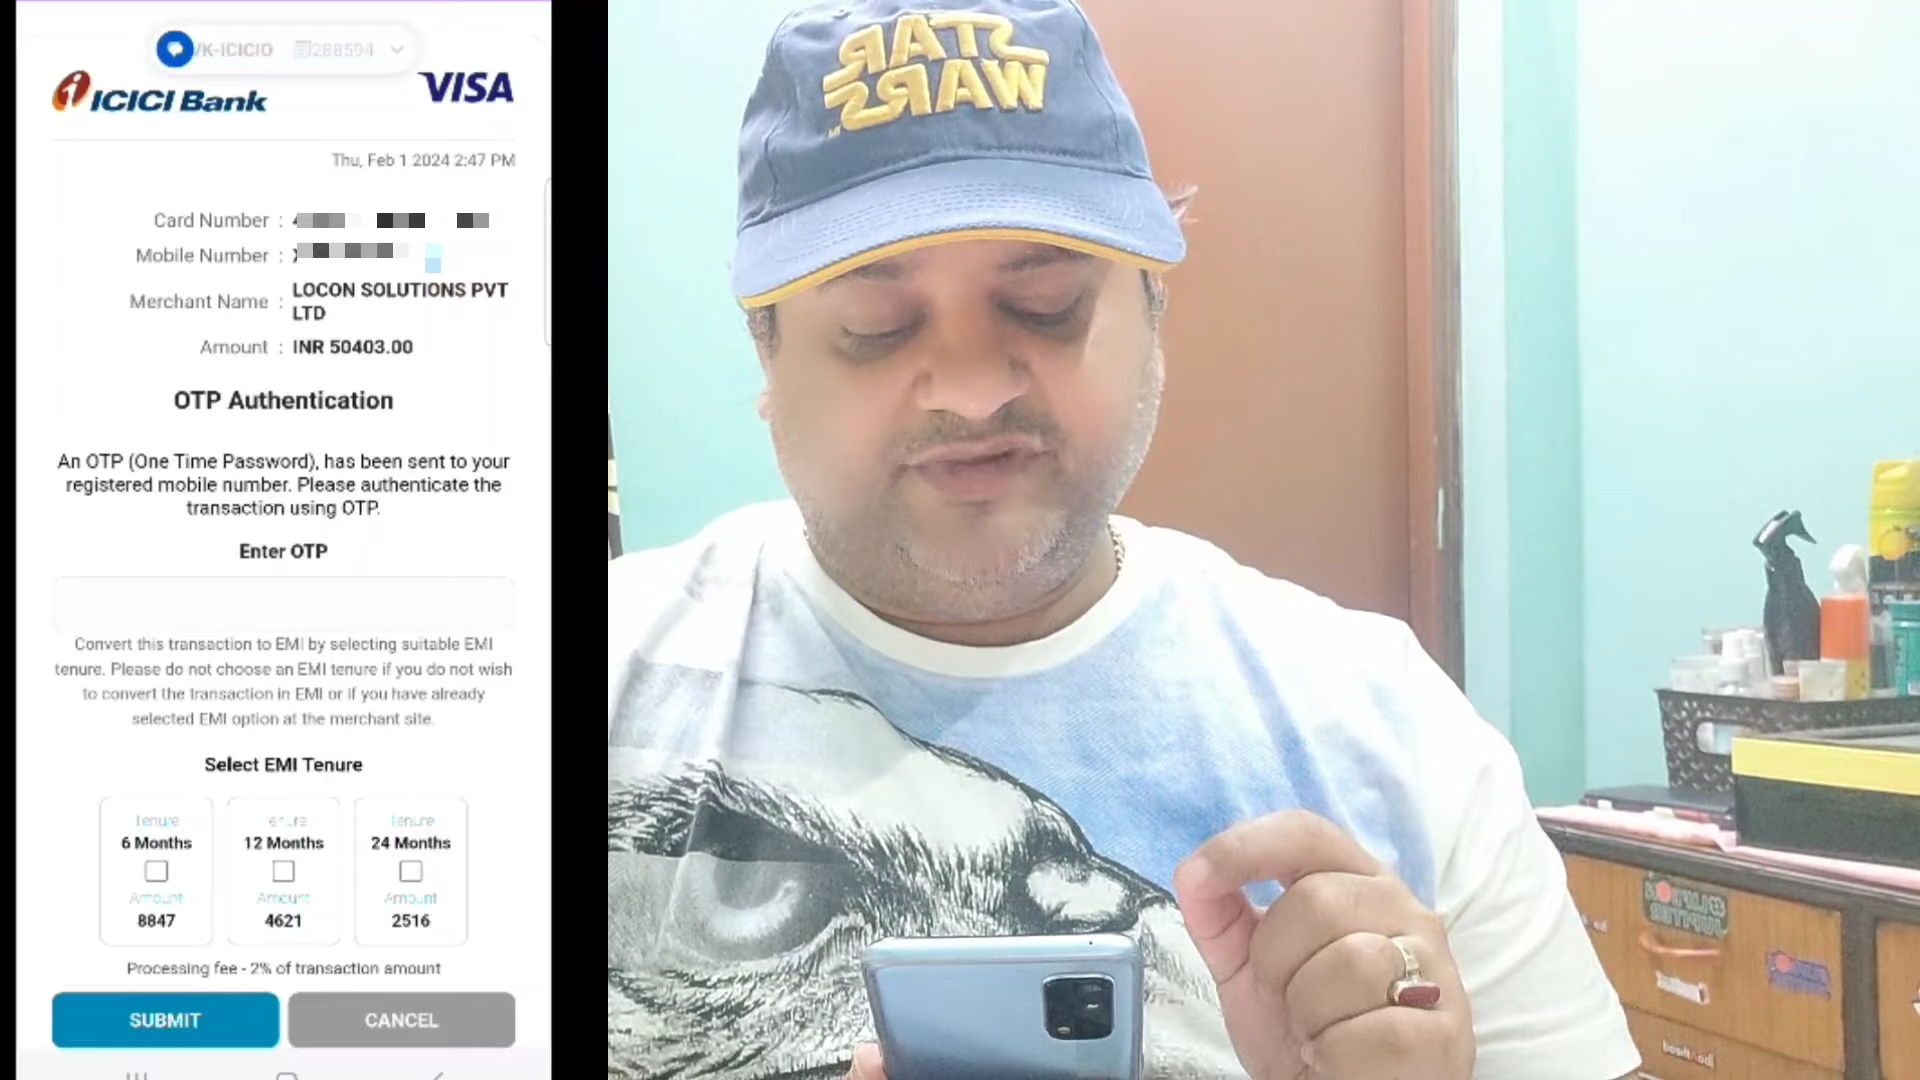 /K-ICICIO 288594
ICICI Bank
VISA
Thu, Feb 1 2024 2:47 PM
Card Number :
Mobile Number :
Merchant Name : LOCON SOLUTIONS PVT LTD
Amount : INR 50403.00
OTP Authentication
An OTP (One Time Password), has been sent to your
registered mobile number. Please authenticate the
transaction using OTP.
Enter OTP
Convert this transaction to EMI by selecting suitable EMI
tenure. Please do not choose an EMI tenure if you do not wish
to convert the transaction in EMI or if you have already
selected EMI option at the merchant site.
Select EMI Tenure
Tenure Tenure Tenure
6 Months 12 Months 24 Months
Amount Amount Amount
8847 4621 2516
Processing fee - 2% of transaction amount
SUBMIT CANCEL
STAR
WARS